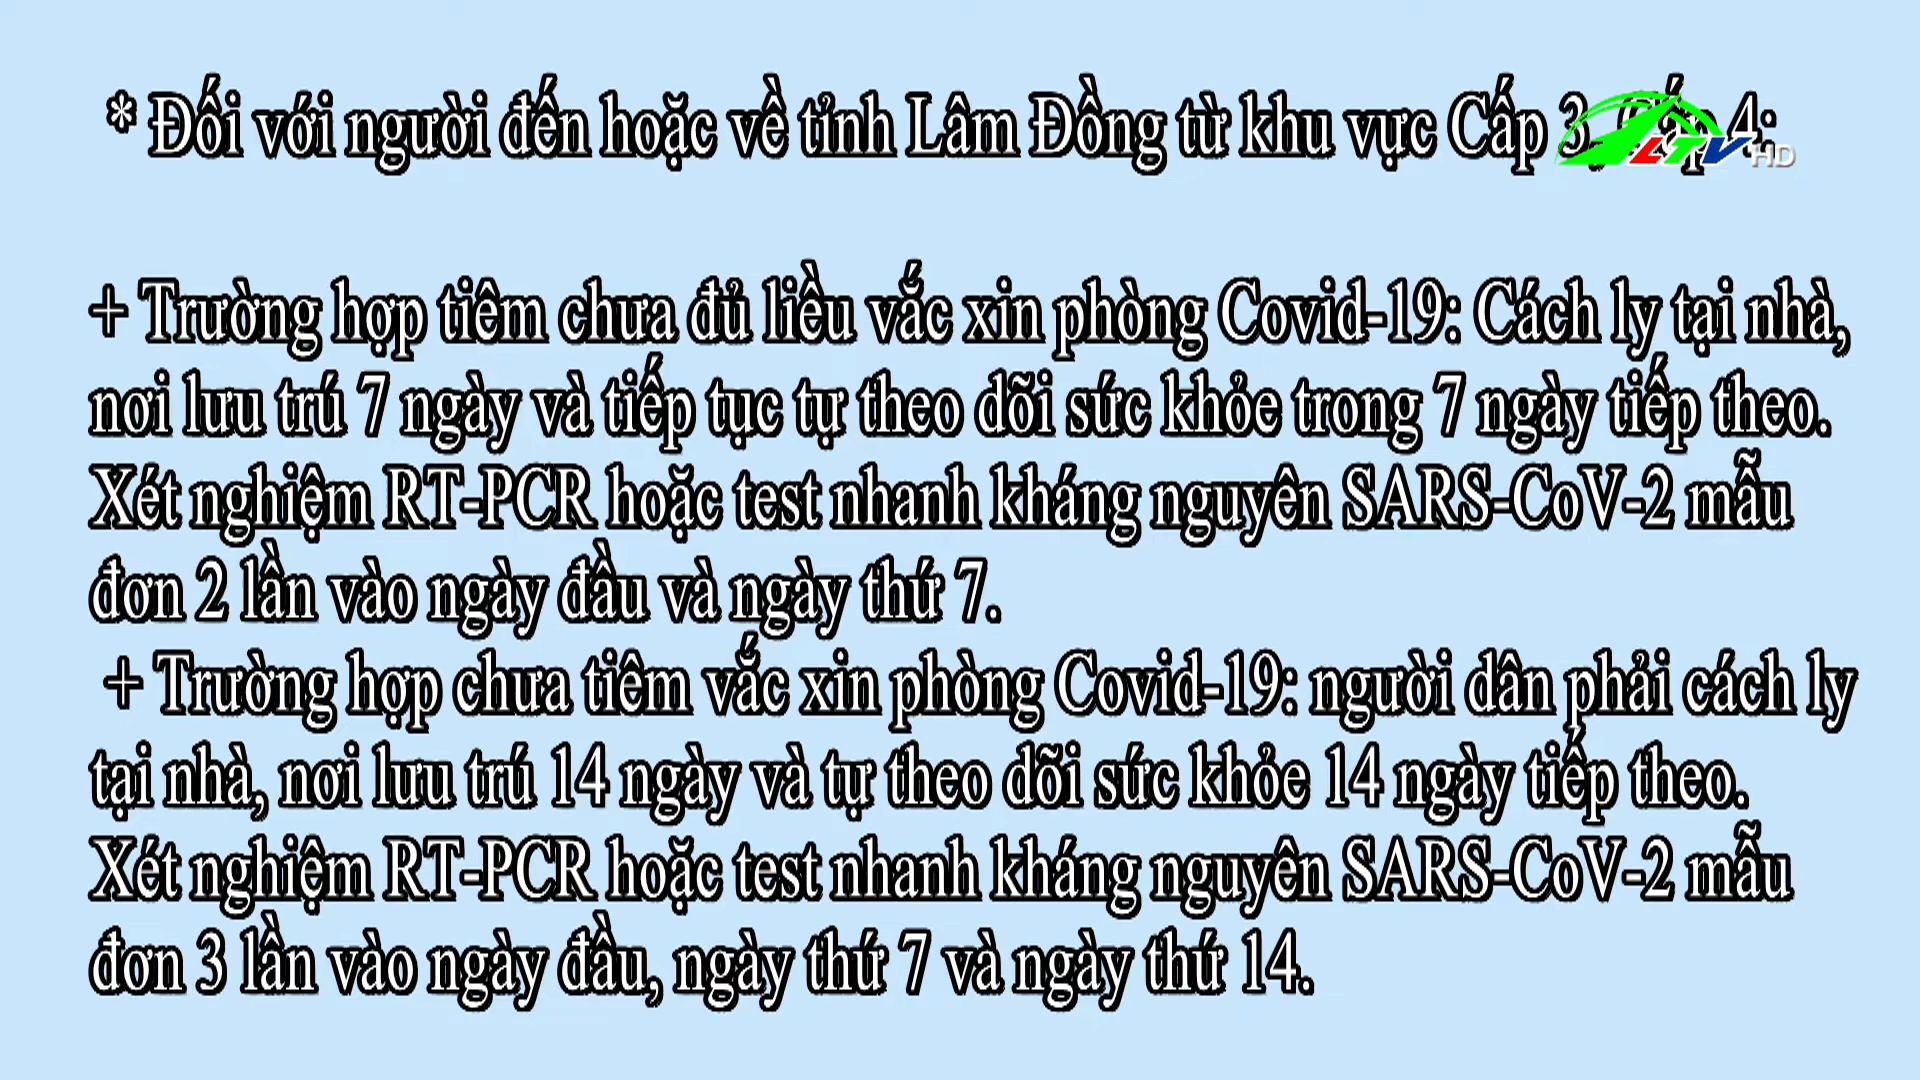 * Đối với người đến hoặc về tỉnh Lâm Đồng từ khu vực Cấp 3, Cấp 4:
LTV HD
+ Trường hợp tiêm chưa đủ liều vắc xin phòng Covid-19: Cách ly tại nhà,
nơi lưu trú 7 ngày và tiếp tục tự theo dõi sức khỏe trong 7 ngày tiếp theo.
Xét nghiệm RT-PCR hoặc test nhanh kháng nguyên SARS-CoV-2 mẫu
đơn 2 lần vào ngày đầu và ngày thứ 7.
+ Trường hợp chưa tiêm vắc xin phòng Covid-19: người dân phải cách ly
tại nhà, nơi lưu trú 14 ngày và tự theo dõi sức khỏe 14 ngày tiếp theo.
Xét nghiệm RT-PCR hoặc test nhanh kháng nguyên SARS-CoV-2 mẫu
đơn 3 lần vào ngày đầu, ngày thứ 7 và ngày thứ 14.